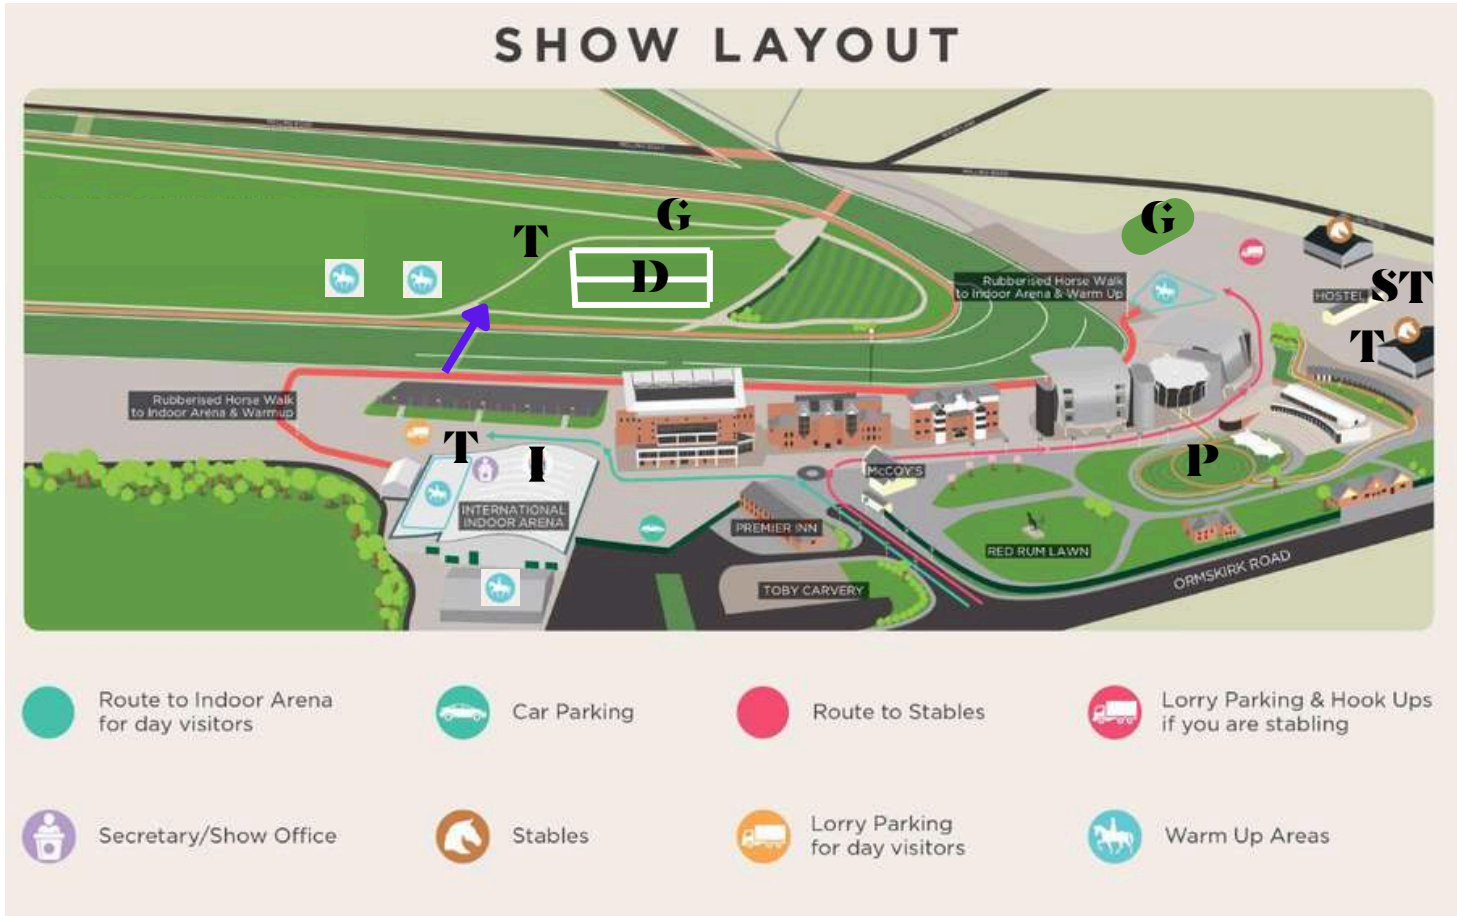 SHOW LAYOUT
MELLING ROAD
G
T
G
D
Rubberised Horse Walk
to Indoor Arena & Warm Up
HOSTEL
ST
T
Rubberised Horse Walk
to Indoor Arena & Warmup
T
I
P
McCOY'S
INTERNATIONAL
INDOOR ARENA
PREMIER INN
RED RUM LAWN
ORMSKIRK ROAD
TOBY CARVERY
Route to Indoor Arena
for day visitors
Car Parking
Route to Stables
Lorry Parking & Hook Ups
if you are stabling
Secretary/Show Office
Stables
Lorry Parking
for day visitors
Warm Up Areas